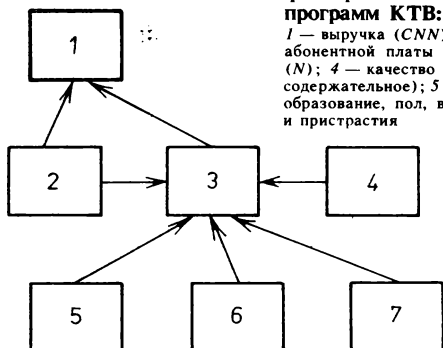 программ КТВ:
1 — выручка (CNN)
абонентной платы
(N); 4 — качество
содержательное); 5
образование, пол, в
и пристрастия
1
2
3
4
5
6
7